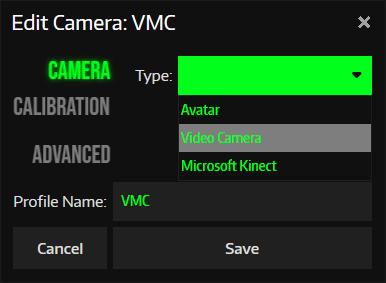 Edit Camera: VMC
CAMERA
Type:
Avatar
CALIBRATION
Video Camera
ADVANCED
Microsoft Kinect
Profile Name: VMC
Cancel Save